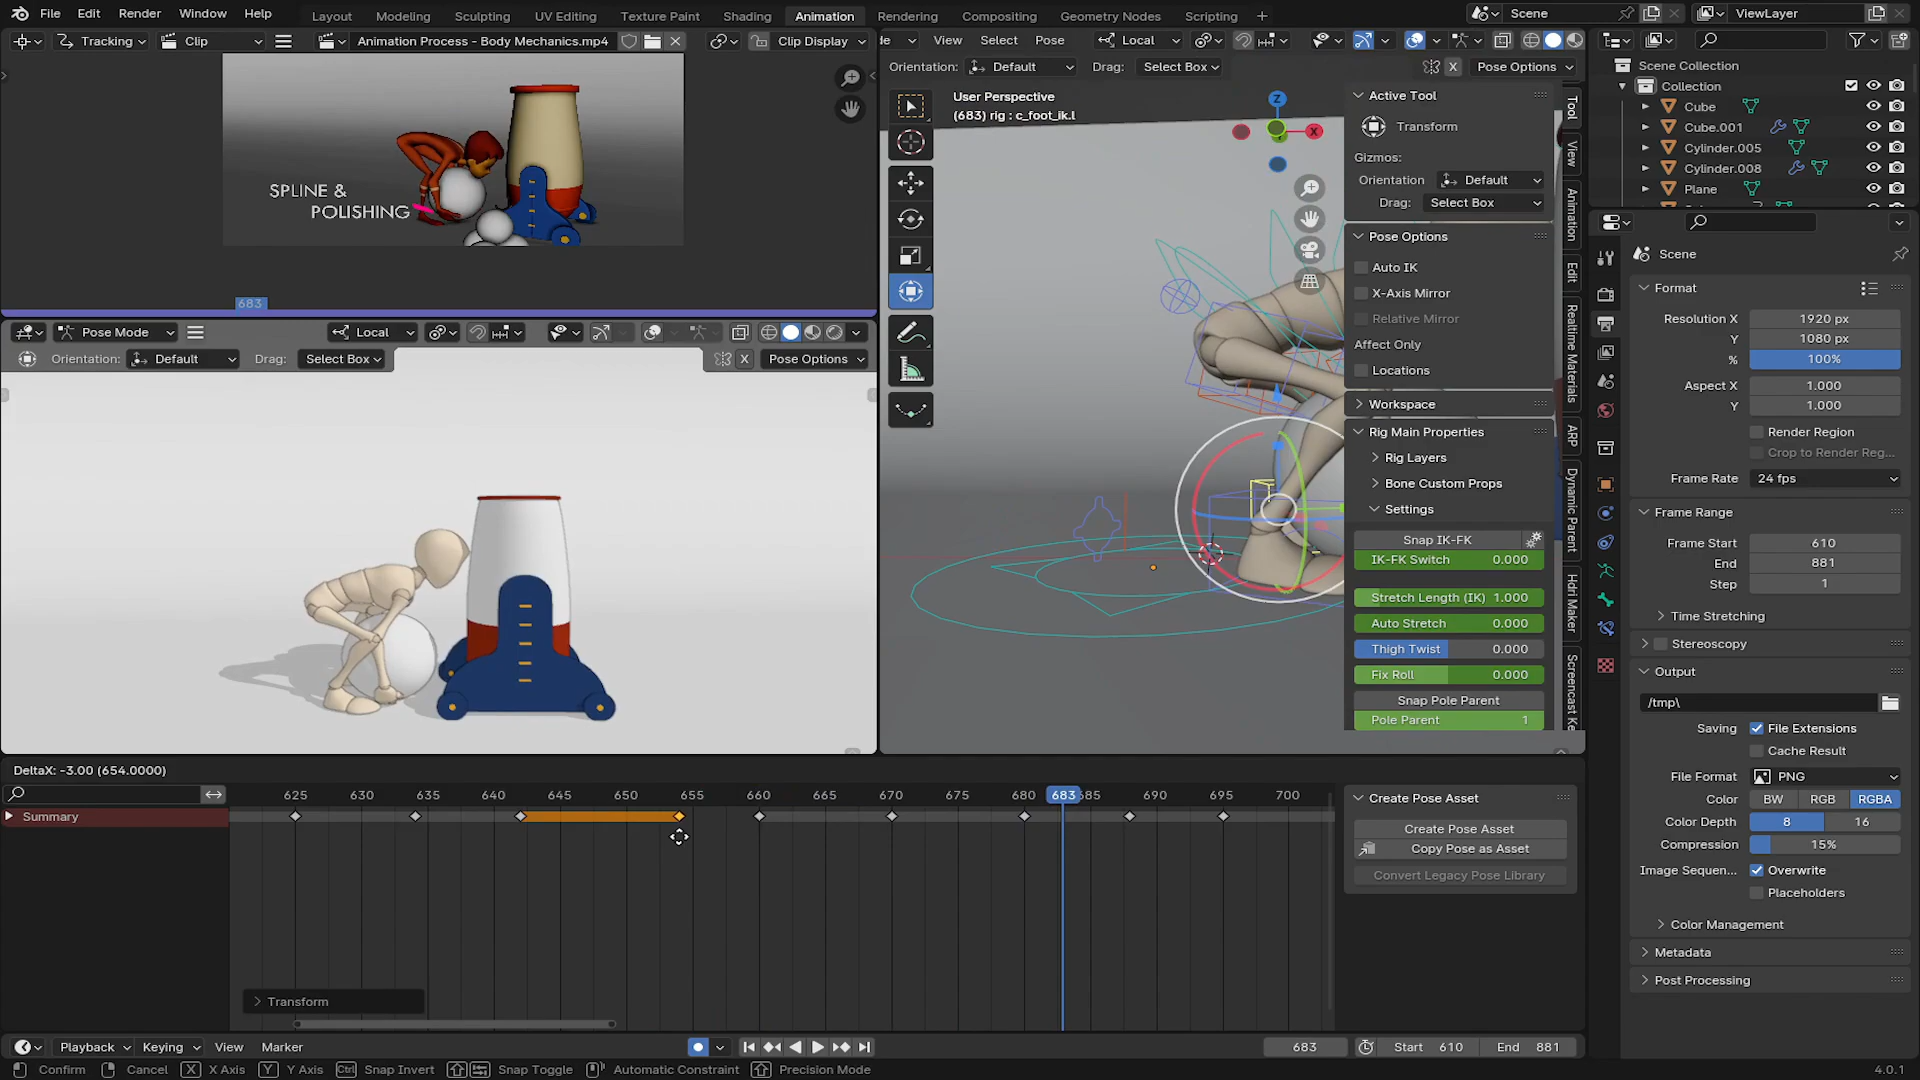 File Edit Render Window Help Layout Modeling Sculpting UV Editing Texture Paint Shading Animation Rendering Compositing Geometry Nodes Scripting Scene ViewLayer
Tracking Clip Animation Process - Body Mechanics.mp4 Clip Display
View Select Pose Local
Orientation: Default Drag: Select Box Pose Options
SPLINE &
POLISHING
683
User Perspective
(683) rig : c_foot_ik.l
Z
X
Active Tool
Transform
Gizmos:
Orientation Default
Drag: Select Box
Pose Options
Auto IK
X-Axis Mirror
Relative Mirror
Affect Only
Locations
Workspace
Rig Main Properties
Rig Layers
Bone Custom Props
Settings
Snap IK-FK
IK-FK Switch 0.000
Stretch Length (IK) 1.000
Auto Stretch 0.000
Thigh Twist 0.000
Fix Roll 0.000
Snap Pole Parent
Pole Parent 1
Tool
View
Animation
Edit
Realtime Materials
ARP
Dynamic Parent
Hdri Maker
Screencast Ke
Scene Collection
Collection
Cube
Cube.001
Cylinder.005
Cylinder.008
Plane
Scene
Format
Resolution X 1920 px
Y 1080 px
% 100%
Aspect X 1.000
Y 1.000
Render Region
Crop to Render Reg...
Frame Rate 24 fps
Frame Range
Frame Start 610
End 881
Step 1
Time Stretching
Stereoscopy
Output
/tmp\
Saving File Extensions
Cache Result
File Format PNG
Color BW RGB RGBA
Color Depth 8 16
Compression 15%
Image Sequen... Overwrite
Placeholders
Color Management
Metadata
Post Processing
Pose Mode Local
Orientation: Default Drag: Select Box Pose Options
DeltaX: -3.00 (654.0000)
625 630 635 640 645 650 655 660 665 670 675 680 683 685 690 695 700
Summary
Transform
Create Pose Asset
Create Pose Asset
Copy Pose as Asset
Convert Legacy Pose Library
Playback Keying View Marker 683 Start 610 End 881
Confirm Cancel X X Axis Y Y Axis Ctrl Snap Invert Snap Toggle Automatic Constraint Precision Mode 4.0.1